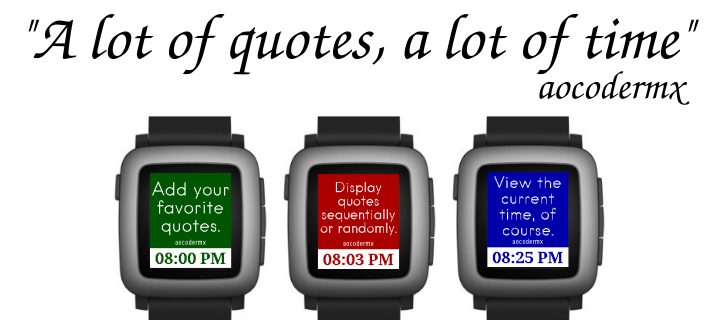 "A lot of quotes, a lot of time"
aocodermx
Add your
favorite
quotes.
aocodermx
08:00 PM
Display
quotes
sequentially
or randomly.
aocodermx
08:03 PM
View the
current
time, of
course.
aocodermx
08:25 PM